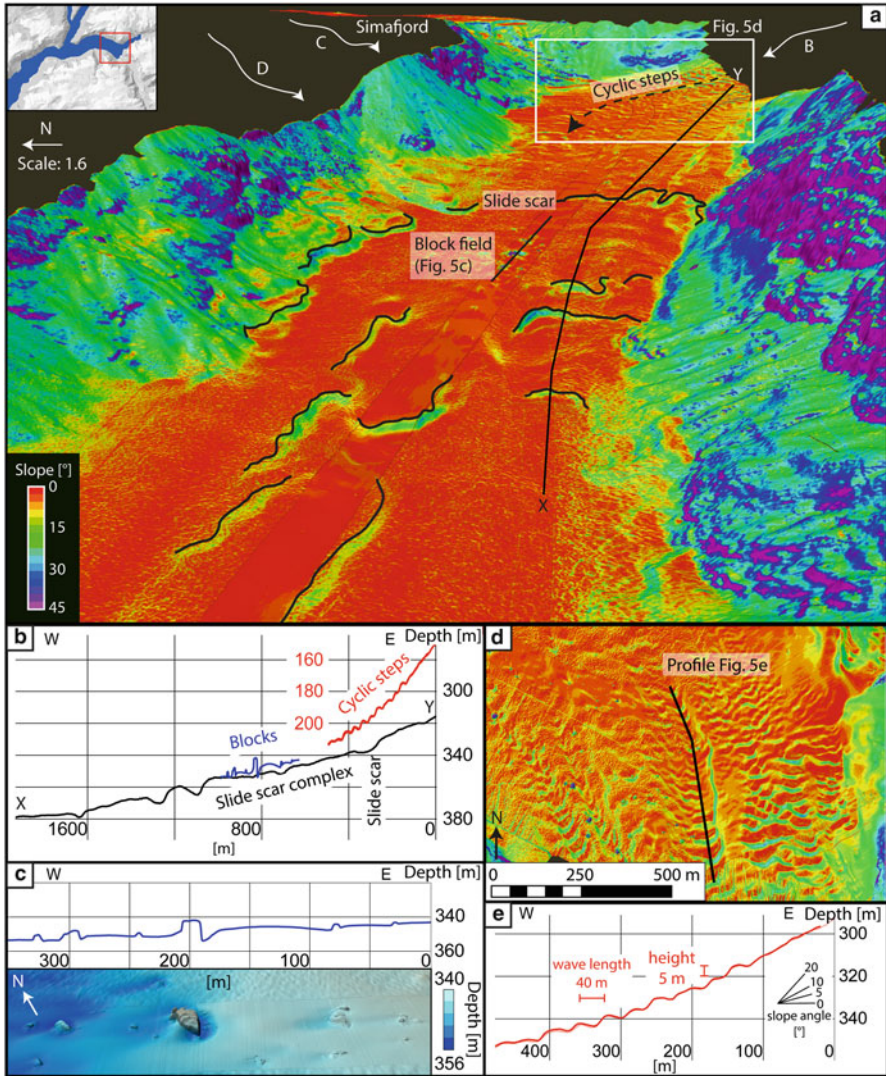 a
Simafjord
Fig. 5d
C
B
D
Y
Cyclic steps
N
Scale: 1.6
Slide scar
Block field
(Fig. 5c)
Slope [°]
0
15
30
45
X
b
W
E
Depth [m]
160
180
200
Cyclic steps
300
Y
Blocks
340
Slide scar complex
Slide scar
X
380
1600
800
0
[m]
d
Profile Fig. 5e
N
0
250
500 m
c
W
E
Depth [m]
340
360
300
200
100
0
[m]
N
340
Depth [m]
356
e
W
E
Depth [m]
300
wave length
40 m
height
5 m
320
20
10
5
0
slope angle
[°]
340
400
300
200
100
0
[m]